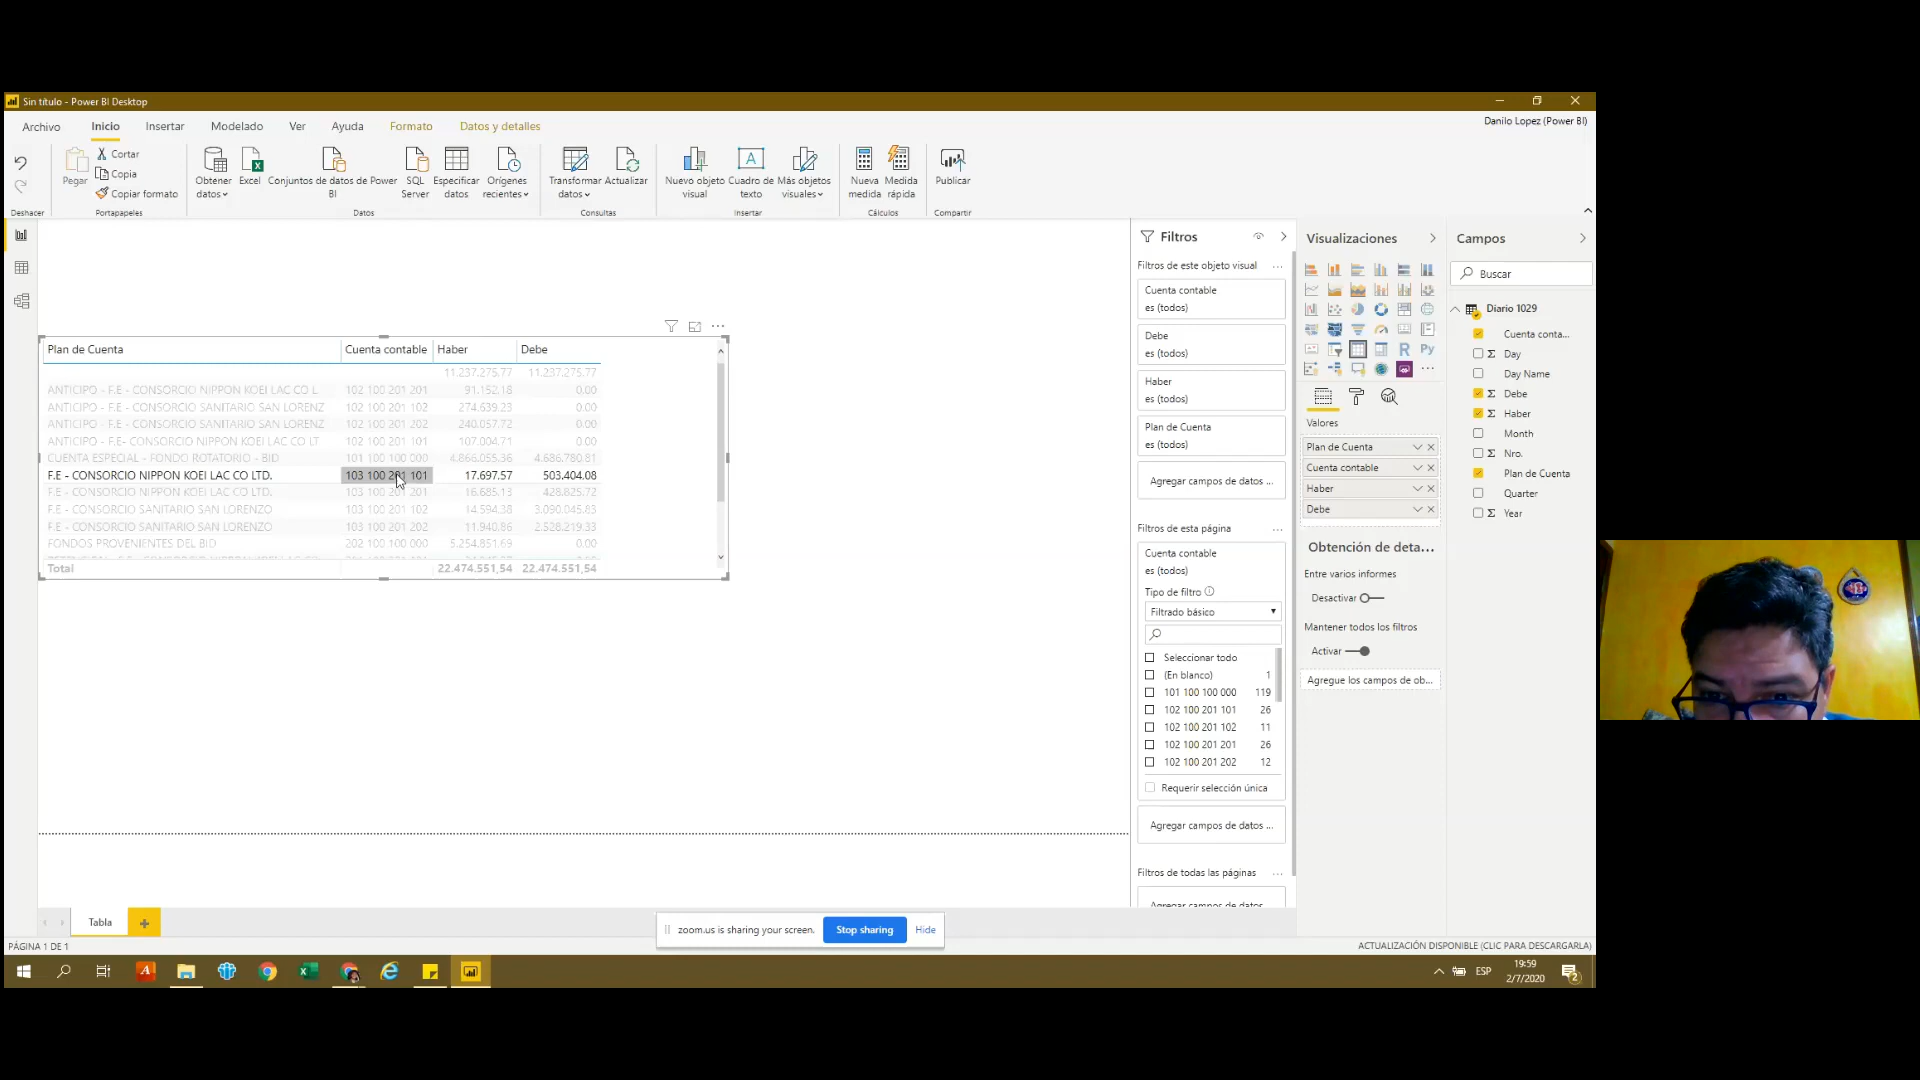 Sin título - Power BI Desktop
Archivo Inicio Insertar Modelado Ver Ayuda Formato Datos y detalles
Danilo Lopez (Power BI)
Pegar
Cortar
Copia
Copiar formato
Obtener datos
Excel
Conjuntos de datos de Power BI
SQL Server
Especificar datos
Orígenes recientes
Transformar datos
Actualizar
Nuevo objeto visual
Cuadro de texto
Más objetos visuales
Nueva medida
Medida rápida
Publicar
Deshacer Portapapeles Datos Consultas Insertar Cálculos Compartir
Plan de Cuenta Cuenta contable Haber Debe
11.237.275,77 11.237.275,77
ANTICIPO - F.E - CONSORCIO NIPPON KOEI LAC CO L 102 100 201 201 91.152.18 0.00
ANTICIPO - F.E - CONSORCIO SANITARIO SAN LORENZ 102 100 201 102 274.639.23 0.00
ANTICIPO - F.E - CONSORCIO SANITARIO SAN LORENZ 102 100 201 202 240.057.72 0.00
ANTICIPO - F.E- CONSORCIO NIPPON KOEI LAC CO LT 102 100 201 101 107.004.71 0.00
CUENTA ESPECIAL - FONDO ROTATORIO - BID 101 100 100 000 4.866.055.36 4.686.780.81
F.E - CONSORCIO NIPPON KOEI LAC CO LTD. 103 100 201 101 17.697.57 503.404.08
F.E - CONSORCIO NIPPON KOEI LAC CO LTD. 103 100 201 201 16.685.13 428.825.72
F.E - CONSORCIO SANITARIO SAN LORENZO 103 100 201 102 14.594.38 3.090.045.83
F.E - CONSORCIO SANITARIO SAN LORENZO 103 100 201 202 11.940.86 2.528.219.33
FONDOS PROVENIENTES DEL BID 202 100 100 000 5.254.851.69 0.00
Total 22.474.551,54 22.474.551,54
Filtros
Filtros de este objeto visual
Cuenta contable
es (todos)
Debe
es (todos)
Haber
es (todos)
Plan de Cuenta
es (todos)
Agregar campos de datos ...
Filtros de esta página
Cuenta contable
es (todos)
Tipo de filtro
Filtrado básico
Seleccionar todo
(En blanco) 1
101 100 100 000 119
102 100 201 101 26
102 100 201 102 11
102 100 201 201 26
102 100 201 202 12
Requerir selección única
Agregar campos de datos ...
Filtros de todas las páginas
Agregar campos de datos
Visualizaciones
R Py
Valores
Plan de Cuenta
Cuenta contable
Haber
Debe
Obtención de deta...
Entre varios informes
Desactivar
Mantener todos los filtros
Activar
Agregue los campos de ob...
Campos
Buscar
Diario 1029
Cuenta conta...
Day
Day Name
Debe
Haber
Month
Nro.
Plan de Cuenta
Quarter
Year
Tabla
zoom.us is sharing your screen. Stop sharing Hide
PÁGINA 1 DE 1
ACTUALIZACIÓN DISPONIBLE (CLIC PARA DESCARGARLA)
ESP
19:59
2/7/2020
2